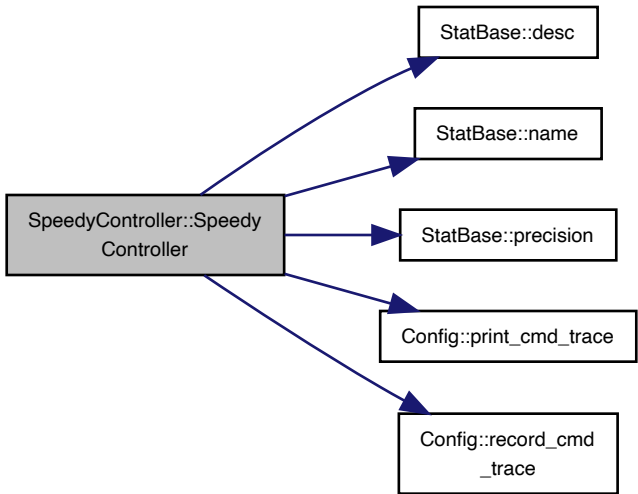 StatBase::desc
StatBase::name
SpeedyController::Speedy
Controller
StatBase::precision
Config::print_cmd_trace
Config::record_cmd
_trace